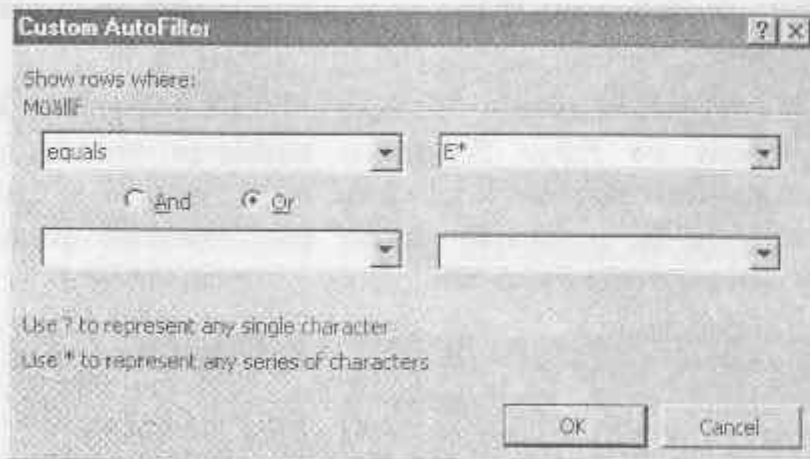 Custom AutoFilter ? ×
Show rows where:
Müəllif
equals E*
And Or
Use ? to represent any single character
Use * to represent any series of characters
OK Cancel